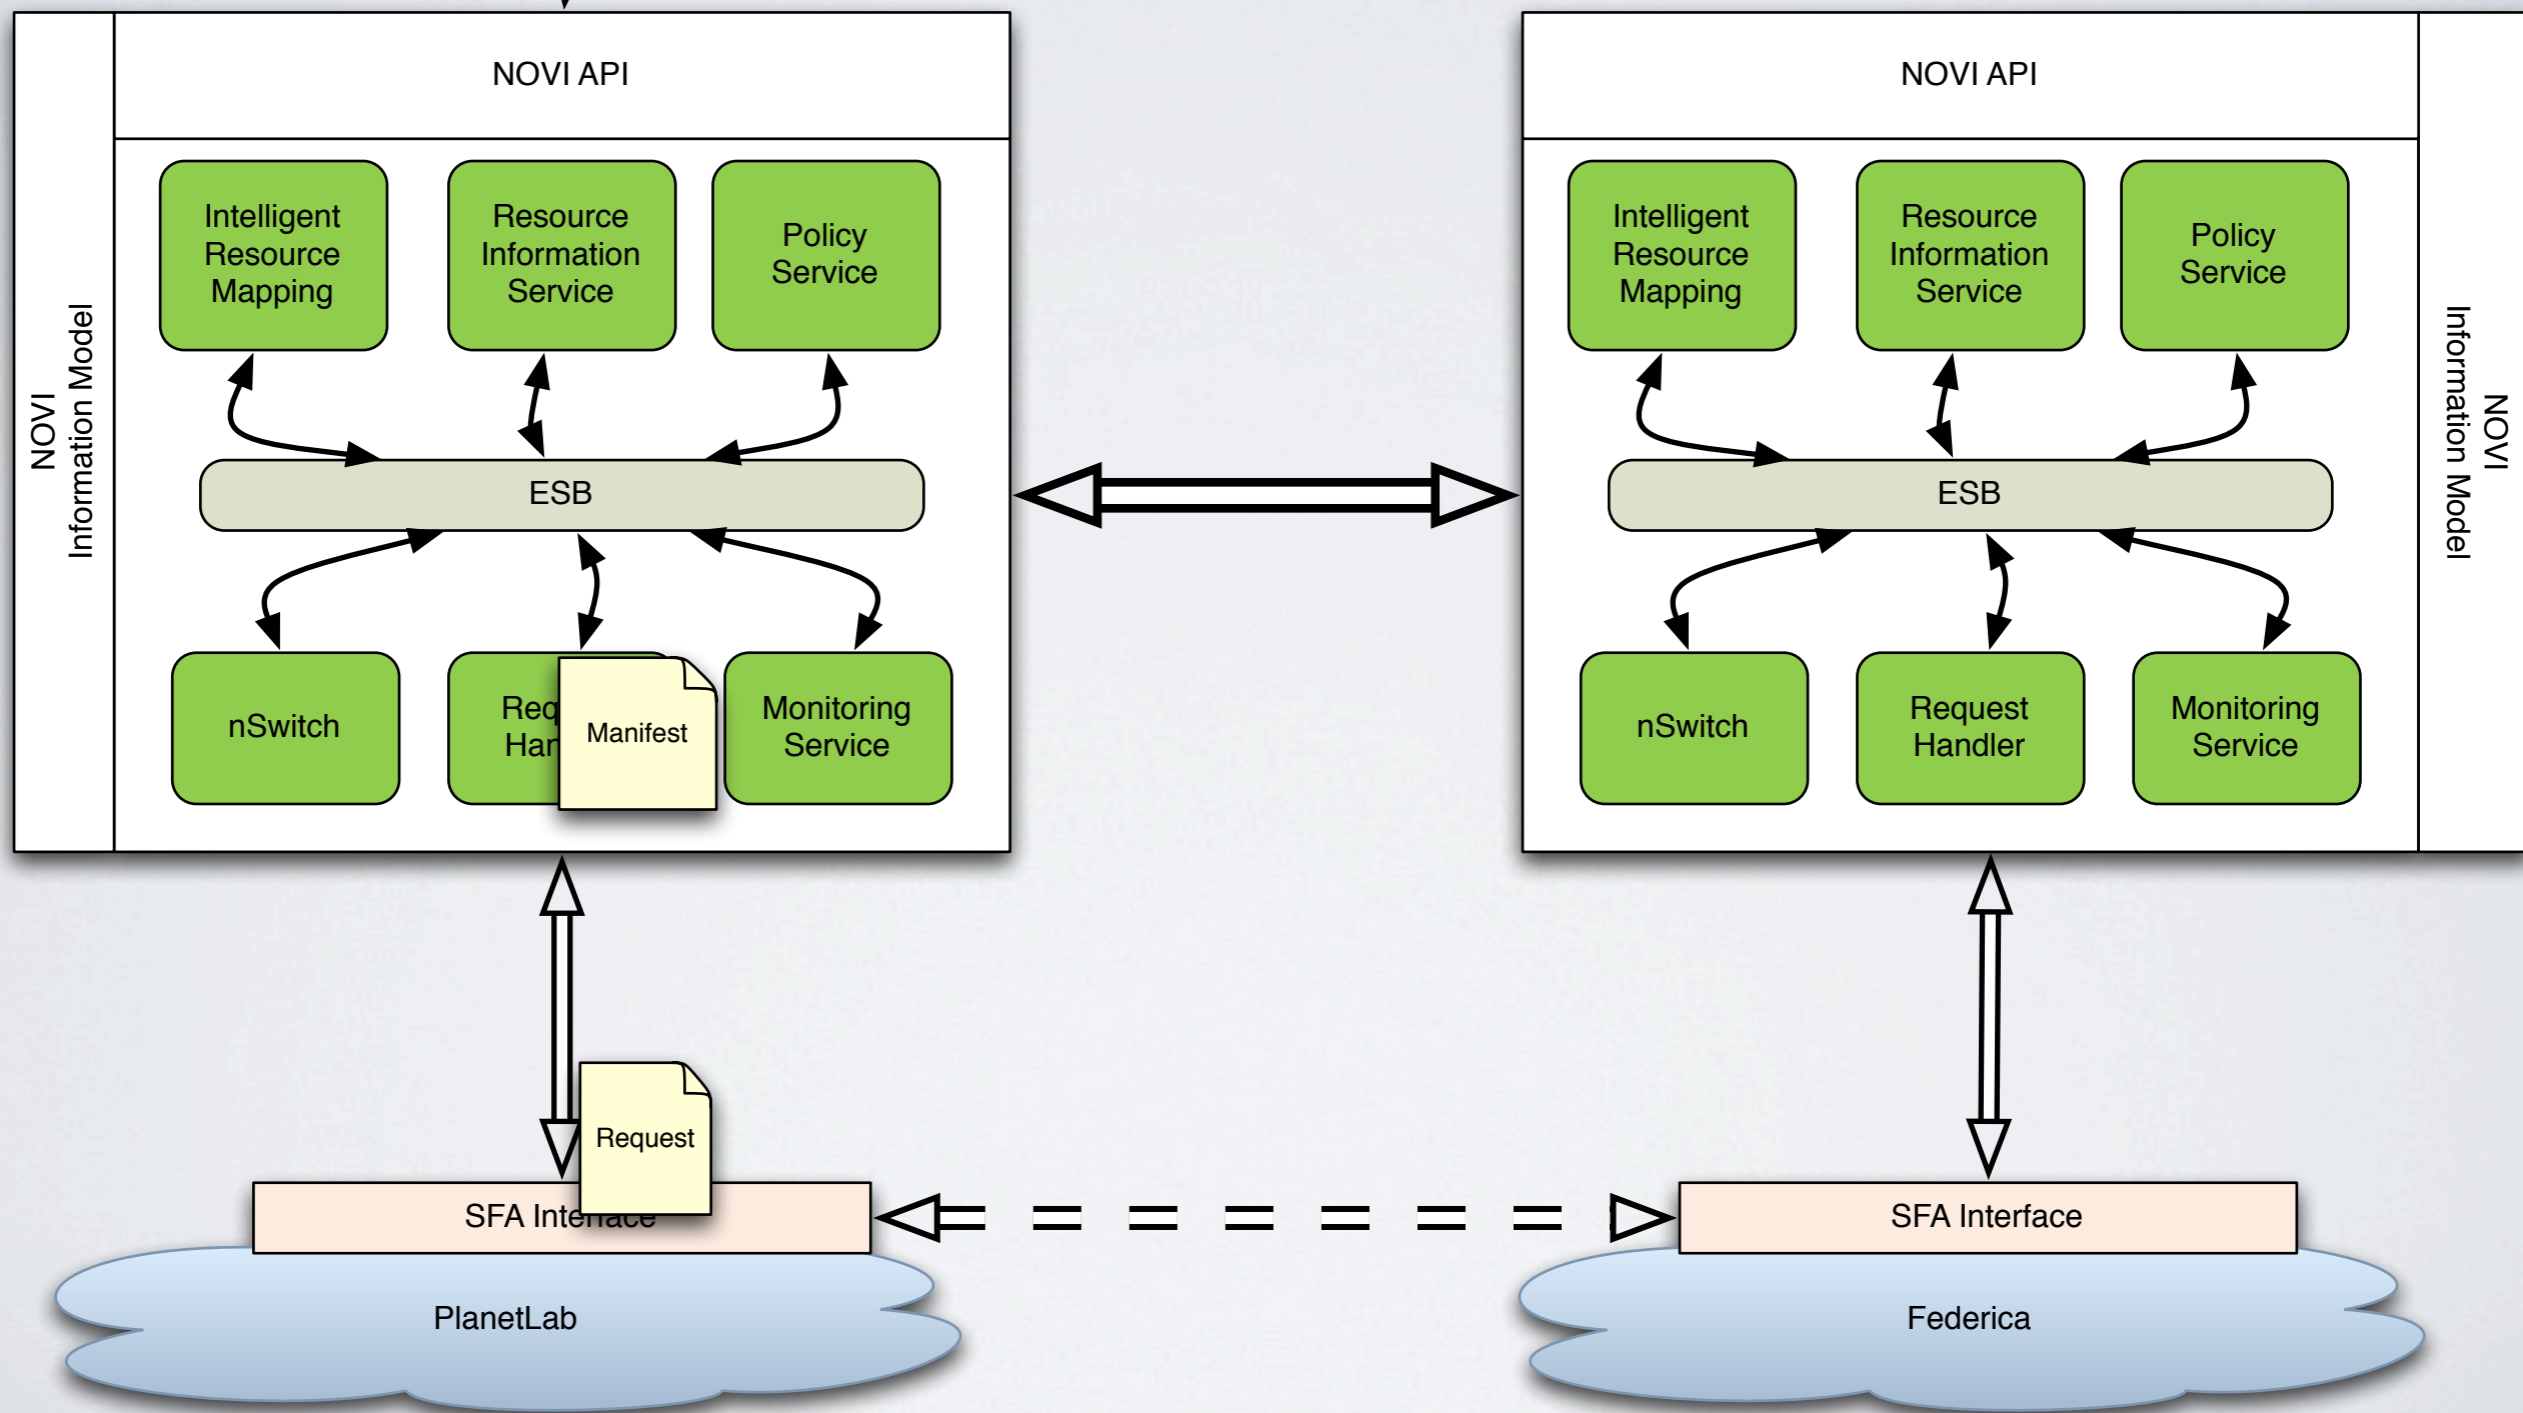 NOVI API
NOVI
Information Model
Intelligent
Resource
Mapping
Resource
Information
Service
Policy
Service
ESB
nSwitch
Req
Han
Manifest
Monitoring
Service
NOVI API
NOVI
Information Model
Intelligent
Resource
Mapping
Resource
Information
Service
Policy
Service
ESB
nSwitch
Request
Handler
Monitoring
Service
Request
SFA Interface
PlanetLab
SFA Interface
Federica